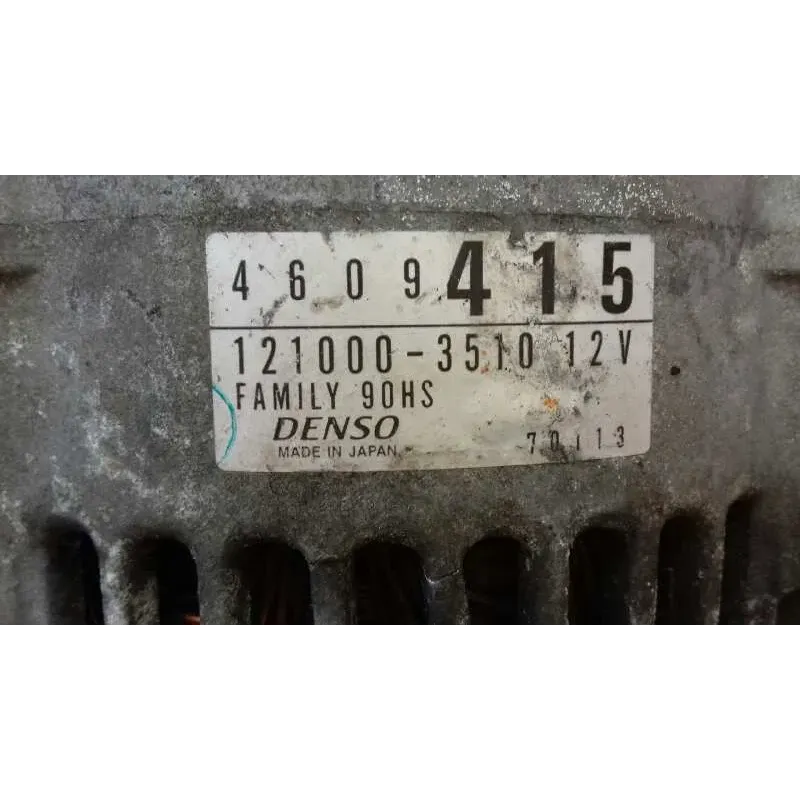 4609415
121000-3510 12V
FAMILY 90HS
DENSO
MADE IN JAPAN
70113